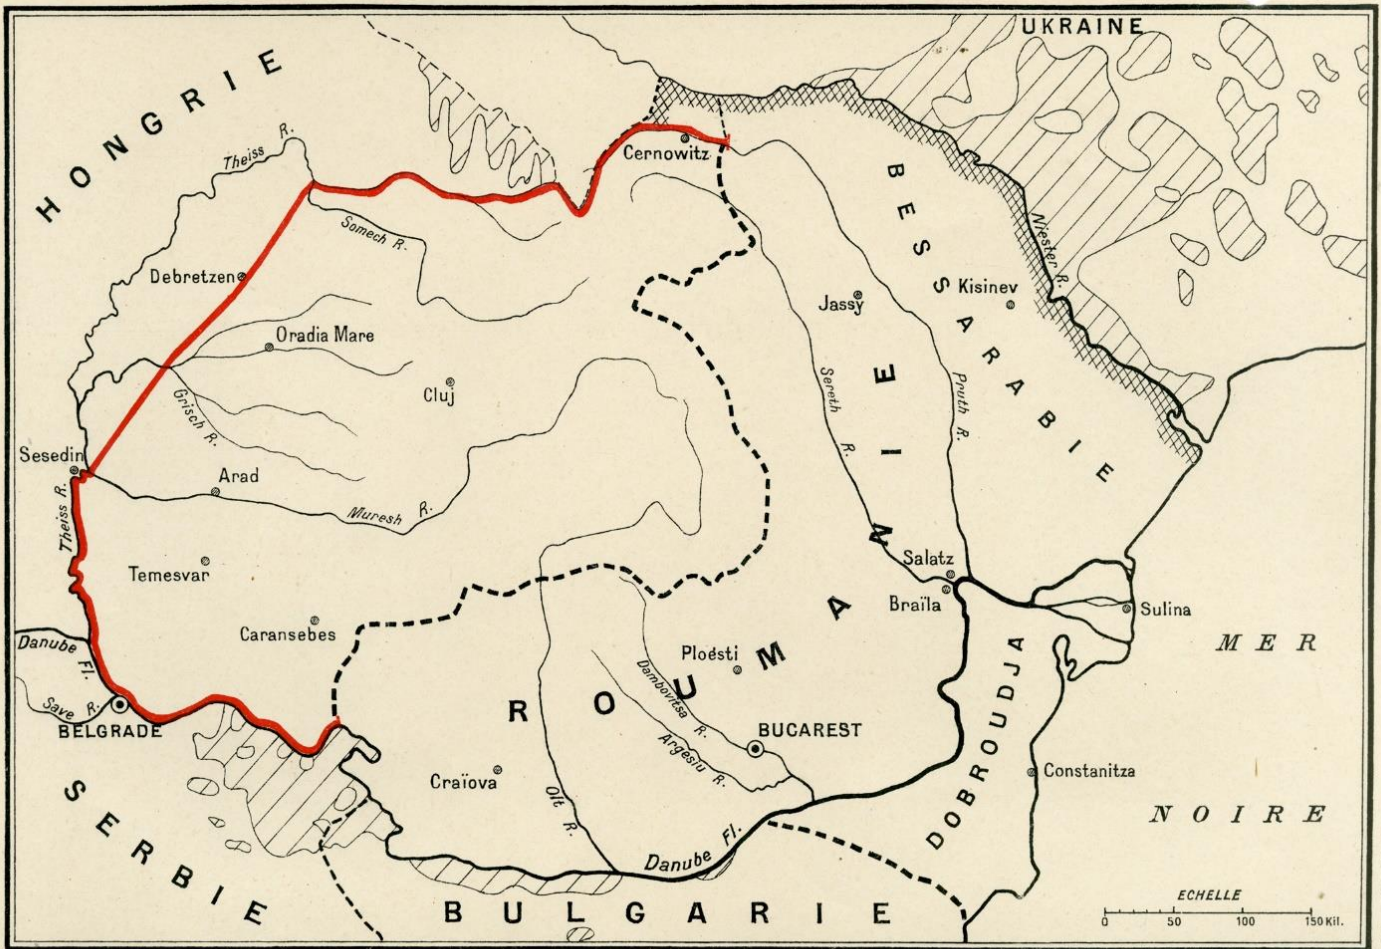 UKRAINE
HONGRIE
Theiss R.
Cernowitz
BESSARABIE
Niester R.
Somech R.
Debretzen
Kisinev
Jassy
Oradia Mare
Cluj
Grisch R.
Sereth R.
Pruth R.
Sesedin
Arad
Theiss R.
Muresh R.
Temesvar
Salatz
Braïla
Sulina
Caransebes
Danube Fl.
Save R.
BELGRADE
MER
Ploésti
Dambovitsa R.
ROUMANIE
BUCAREST
Argesiu R.
Craïova
Olt R.
DOBROUDJA
Constanitza
NOIRE
SERBIE
Danube Fl.
BULGARIE
ECHELLE
0 50 100 150 Kil.